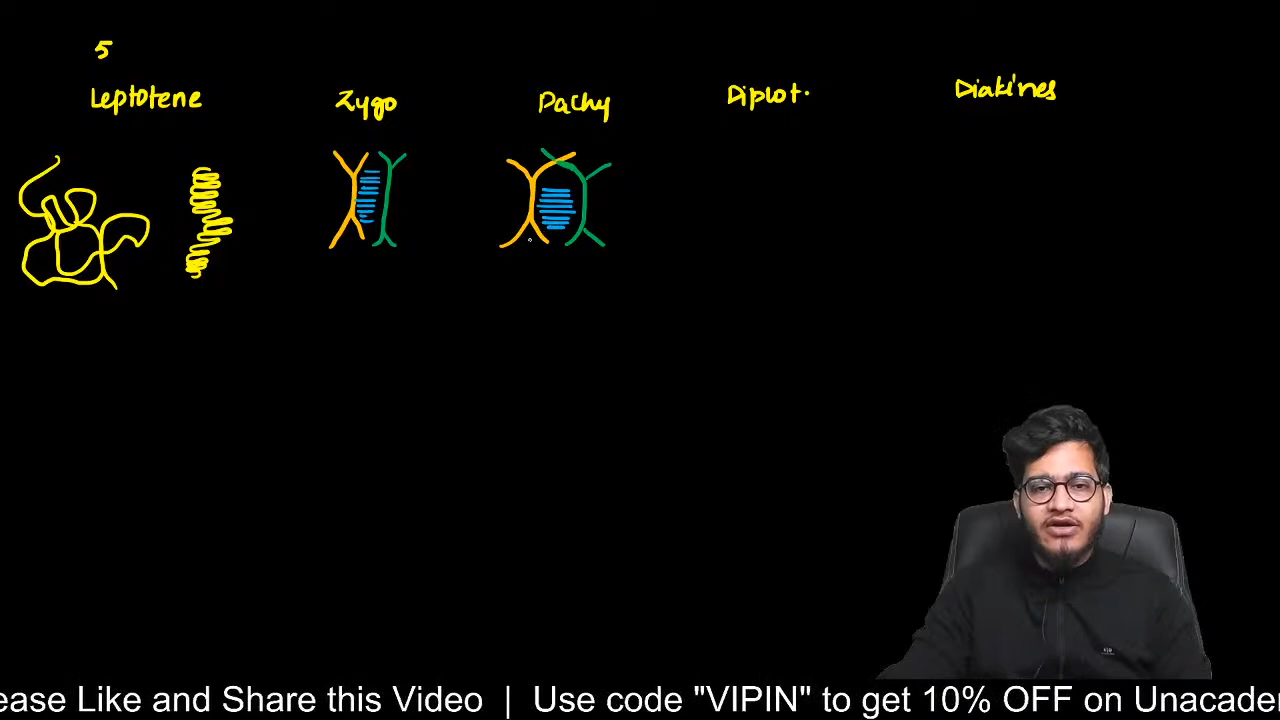 5
Leptotene
Zygo
Pachy
Diplot.
Diakines
ease Like and Share this Video | Use code "VIPIN" to get 10% OFF on Unacader